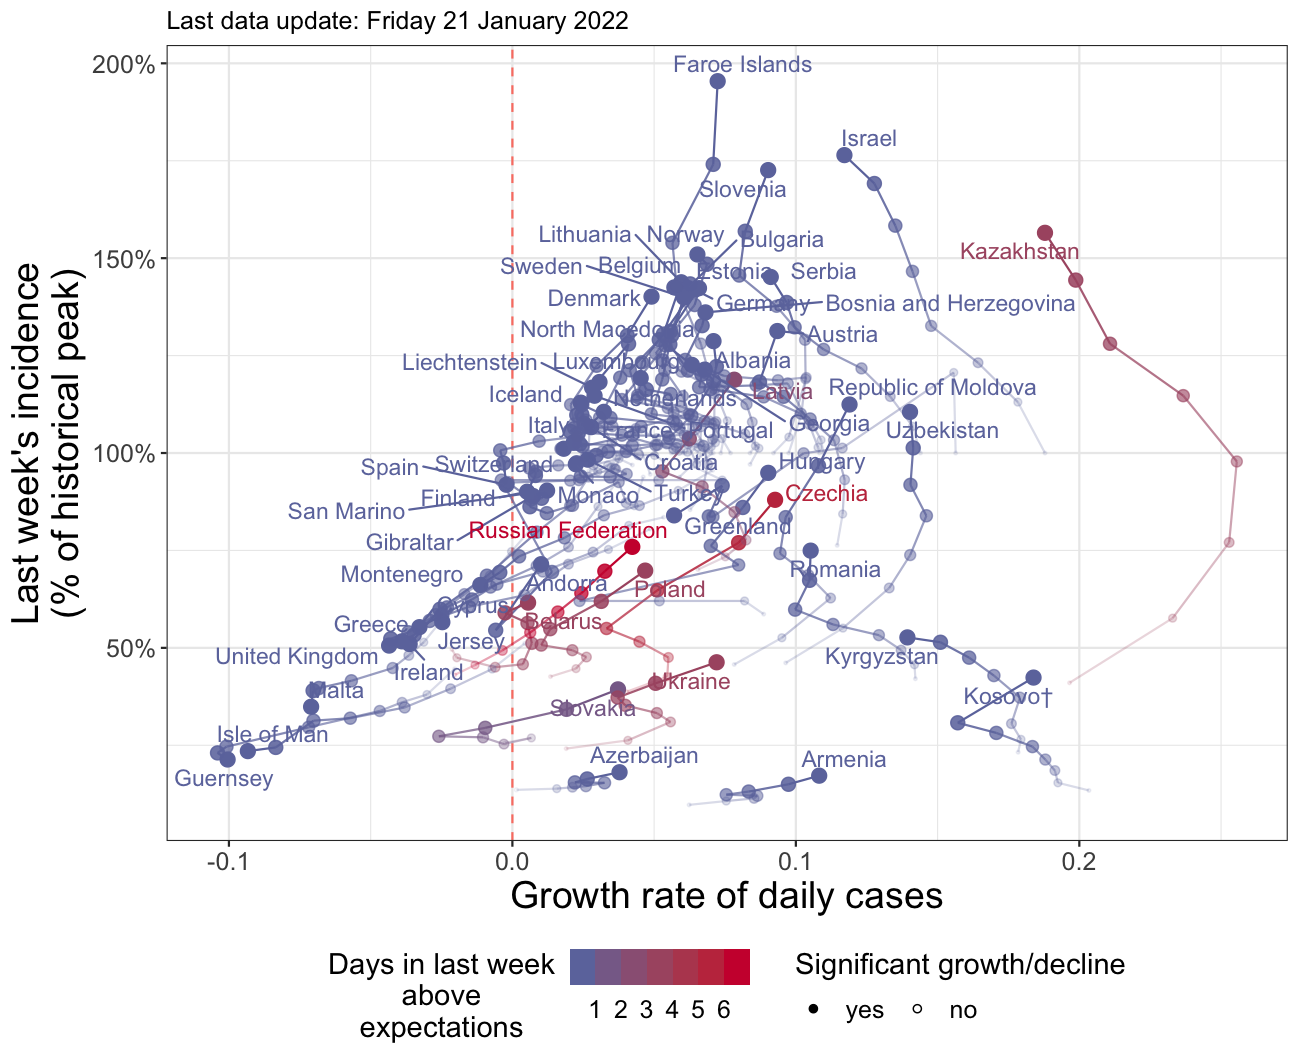 Last data update: Friday 21 January 2022
200%
150%
100%
50%
Last week's incidence
(% of historical peak)
Faroe Islands
Israel
Slovenia
Lithuania
Norway
Bulgaria
Kazakhstan
Sweden
Belgium
Estonia
Serbia
Denmark
Germany
Bosnia and Herzegovina
North Macedonia
Austria
Liechtenstein
Luxembourg
Albania
Iceland
Netherlands
Latvia
Republic of Moldova
Italy
France
Portugal
Georgia
Uzbekistan
Spain
Switzerland
Croatia
Hungary
Finland
Monaco
Turkey
Czechia
San Marino
Russian Federation
Greenland
Gibraltar
Montenegro
Andorra
Poland
Romania
Cyprus
Greece
Jersey
Belarus
United Kingdom
Ireland
Kyrgyzstan
Malta
Ukraine
Kosovo†
Slovakia
Isle of Man
Guernsey
Azerbaijan
Armenia
-0.1
0.0
0.1
0.2
Growth rate of daily cases
Days in last week
above
expectations
1 2 3 4 5 6
Significant growth/decline
yes
no